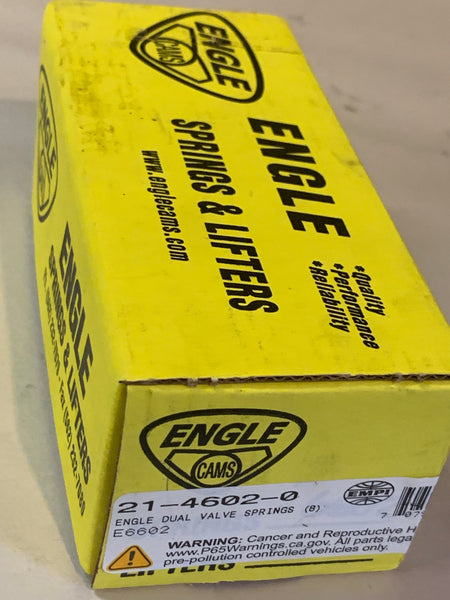 ENGLE
CAMS
ENGLE
SPRINGS & LIFTERS
www.englecams.com
*Quality
*Performance
*Reliability
ENGLE
SPRINGS & LIFTERS
ENGLE
CAMS
21-4602-0
ENGLE DUAL VALVE SPRINGS (8)
E6602
EMPI
WARNING: Cancer and Reproductive H
www.P65Warnings.ca.gov. All parts lega
pre-pollution controlled vehicles only.
LIFTERS